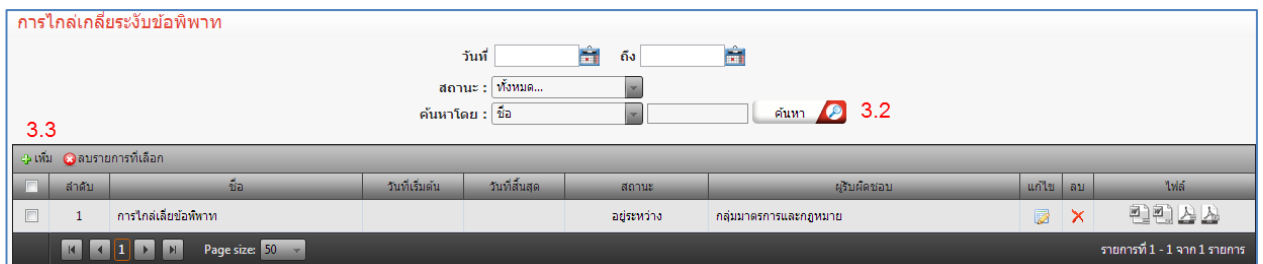 การไกล่เกลี่ยระงับข้อพิพาท
วันที่ ถึง
สถานะ : ทั้งหมด...
ค้นหาโดย : ชื่อ ค้นหา 3.2
3.3
เพิ่ม ลบรายการที่เลือก
ลำดับ ชื่อ วันที่เริ่มต้น วันที่สิ้นสุด สถานะ ผู้รับผิดชอบ แก้ไข ลบ ไฟล์
1 การไกล่เลี่ยข้อพิพาท อยู่ระหว่าง กลุ่มมาตรการและกฎหมาย
1 Page size: 50 รายการที่ 1 - 1 จาก 1 รายการ